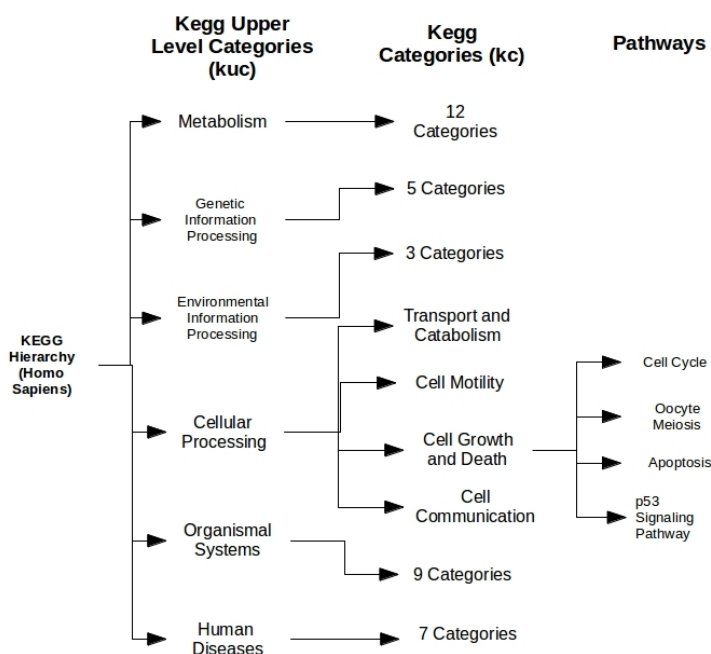 Kegg Upper
Level Categories
(kuc)
Kegg
Categories (kc)
Pathways
KEGG
Hierarchy
(Homo
Sapiens)
Metabolism
12
Categories
Genetic
Information
Processing
5 Categories
Environmental
Information
Processing
3 Categories
Cellular
Processing
Transport and
Catabolism
Cell Motility
Cell Growth
and Death
Cell
Communication
Cell Cycle
Oocyte
Meiosis
Apoptosis
p53
Signaling
Pathway
Organismal
Systems
9 Categories
Human
Diseases
7 Categories